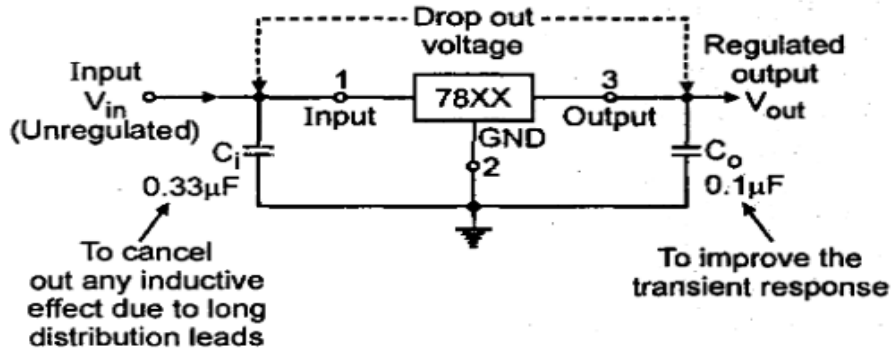 Drop out
voltage
Input
V_in
(Unregulated)
1
Input
78XX
GND
2
3
Output
Regulated
output
V_out
C_i
0.33μF
C_o
0.1μF
To cancel
out any inductive
effect due to long
distribution leads
To improve the
transient response